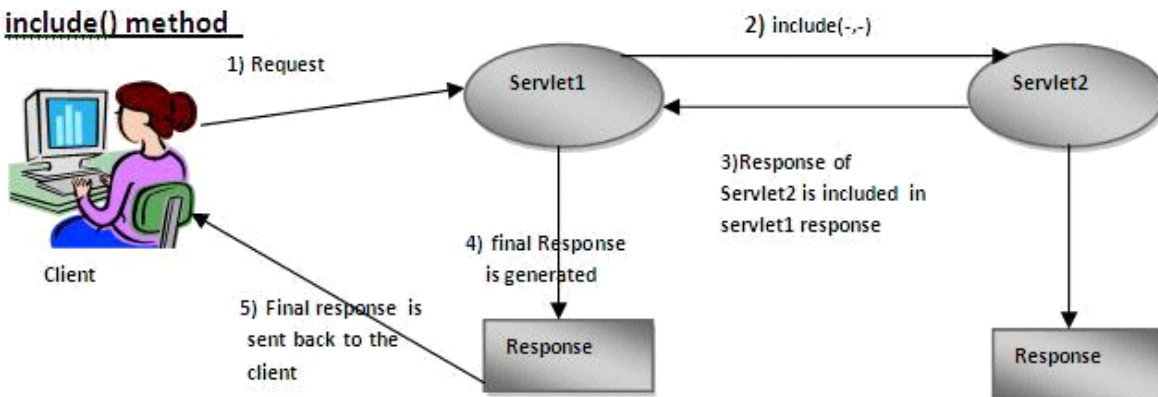 include() method
2) include(-,-)
1) Request
Servlet1
Servlet2
3)Response of
Servlet2 is included in
servlet1 response
4) final Response
is generated
Client
5) Final response is
sent back to the
client
Response
Response